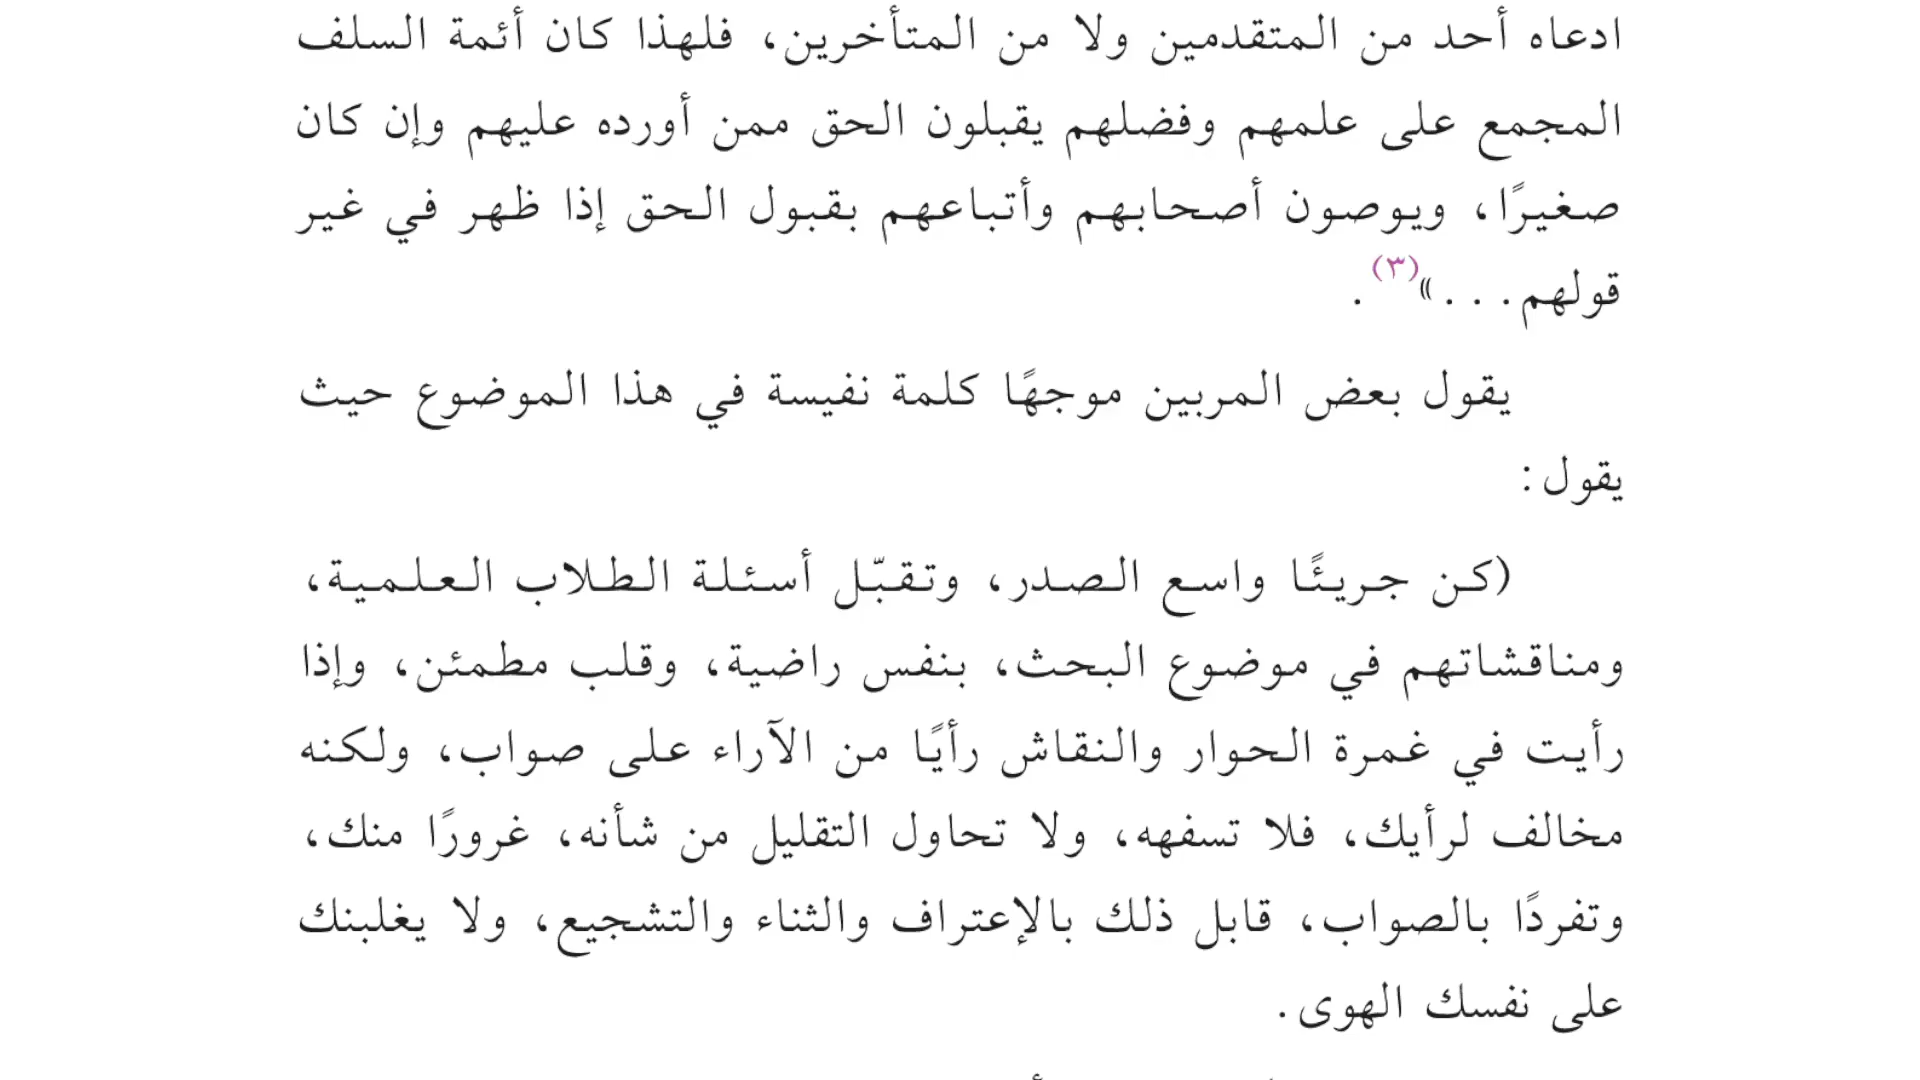 ادعاه أحد من المتقدمين ولا من المتأخرين، فلهذا كان أئمة السلف
المجمع على علمهم وفضلهم يقبلون الحق ممن أورده عليهم وإن كان
صغيرًا، ويوصون أصحابهم وأتباعهم بقبول الحق إذا ظهر في غير
قولهم...»(٣).
يقول بعض المربين موجهًا كلمة نفيسة في هذا الموضوع حيث
يقول:
(كن جريئًا واسع الصدر، وتقبّل أسئلة الطلاب العلمية،
ومناقشاتهم في موضوع البحث، بنفس راضية، وقلب مطمئن، وإذا
رأيت في غمرة الحوار والنقاش رأيًا من الآراء على صواب، ولكنه
مخالف لرأيك، فلا تسفهه، ولا تحاول التقليل من شأنه، غرورًا منك،
وتفردًا بالصواب، قابل ذلك بالإعتراف والثناء والتشجيع، ولا يغلبنك
على نفسك الهوى.